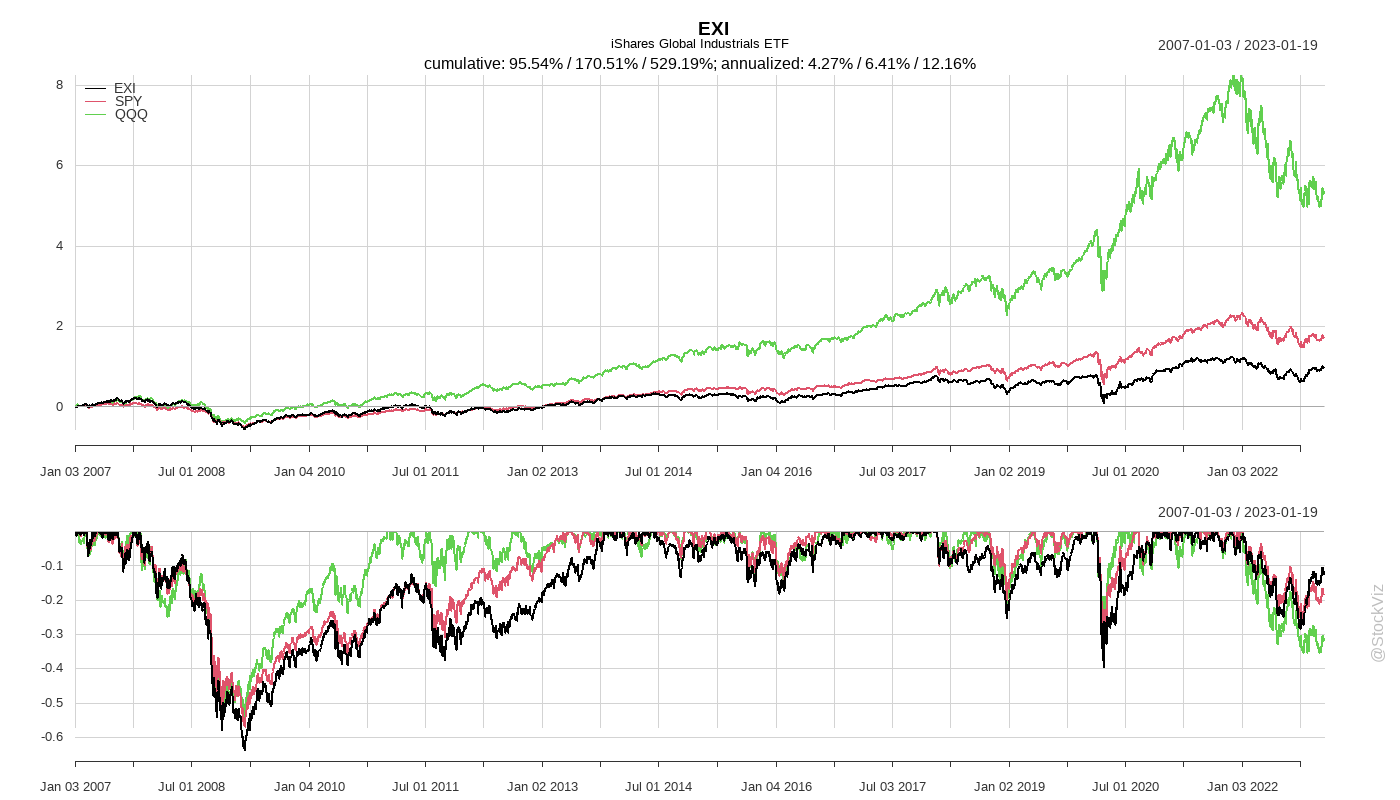 EXI
iShares Global Industrials ETF
2007-01-03 / 2023-01-19
cumulative: 95.54% / 170.51% / 529.19%; annualized: 4.27% / 6.41% / 12.16%
EXI
SPY
QQQ
8
6
4
2
0
Jan 03 2007 Jul 01 2008 Jan 04 2010 Jul 01 2011 Jan 02 2013 Jul 01 2014 Jan 04 2016 Jul 03 2017 Jan 02 2019 Jul 01 2020 Jan 03 2022
2007-01-03 / 2023-01-19
-0.1
-0.2
-0.3
-0.4
-0.5
-0.6
Jan 03 2007 Jul 01 2008 Jan 04 2010 Jul 01 2011 Jan 02 2013 Jul 01 2014 Jan 04 2016 Jul 03 2017 Jan 02 2019 Jul 01 2020 Jan 03 2022
@StockViz